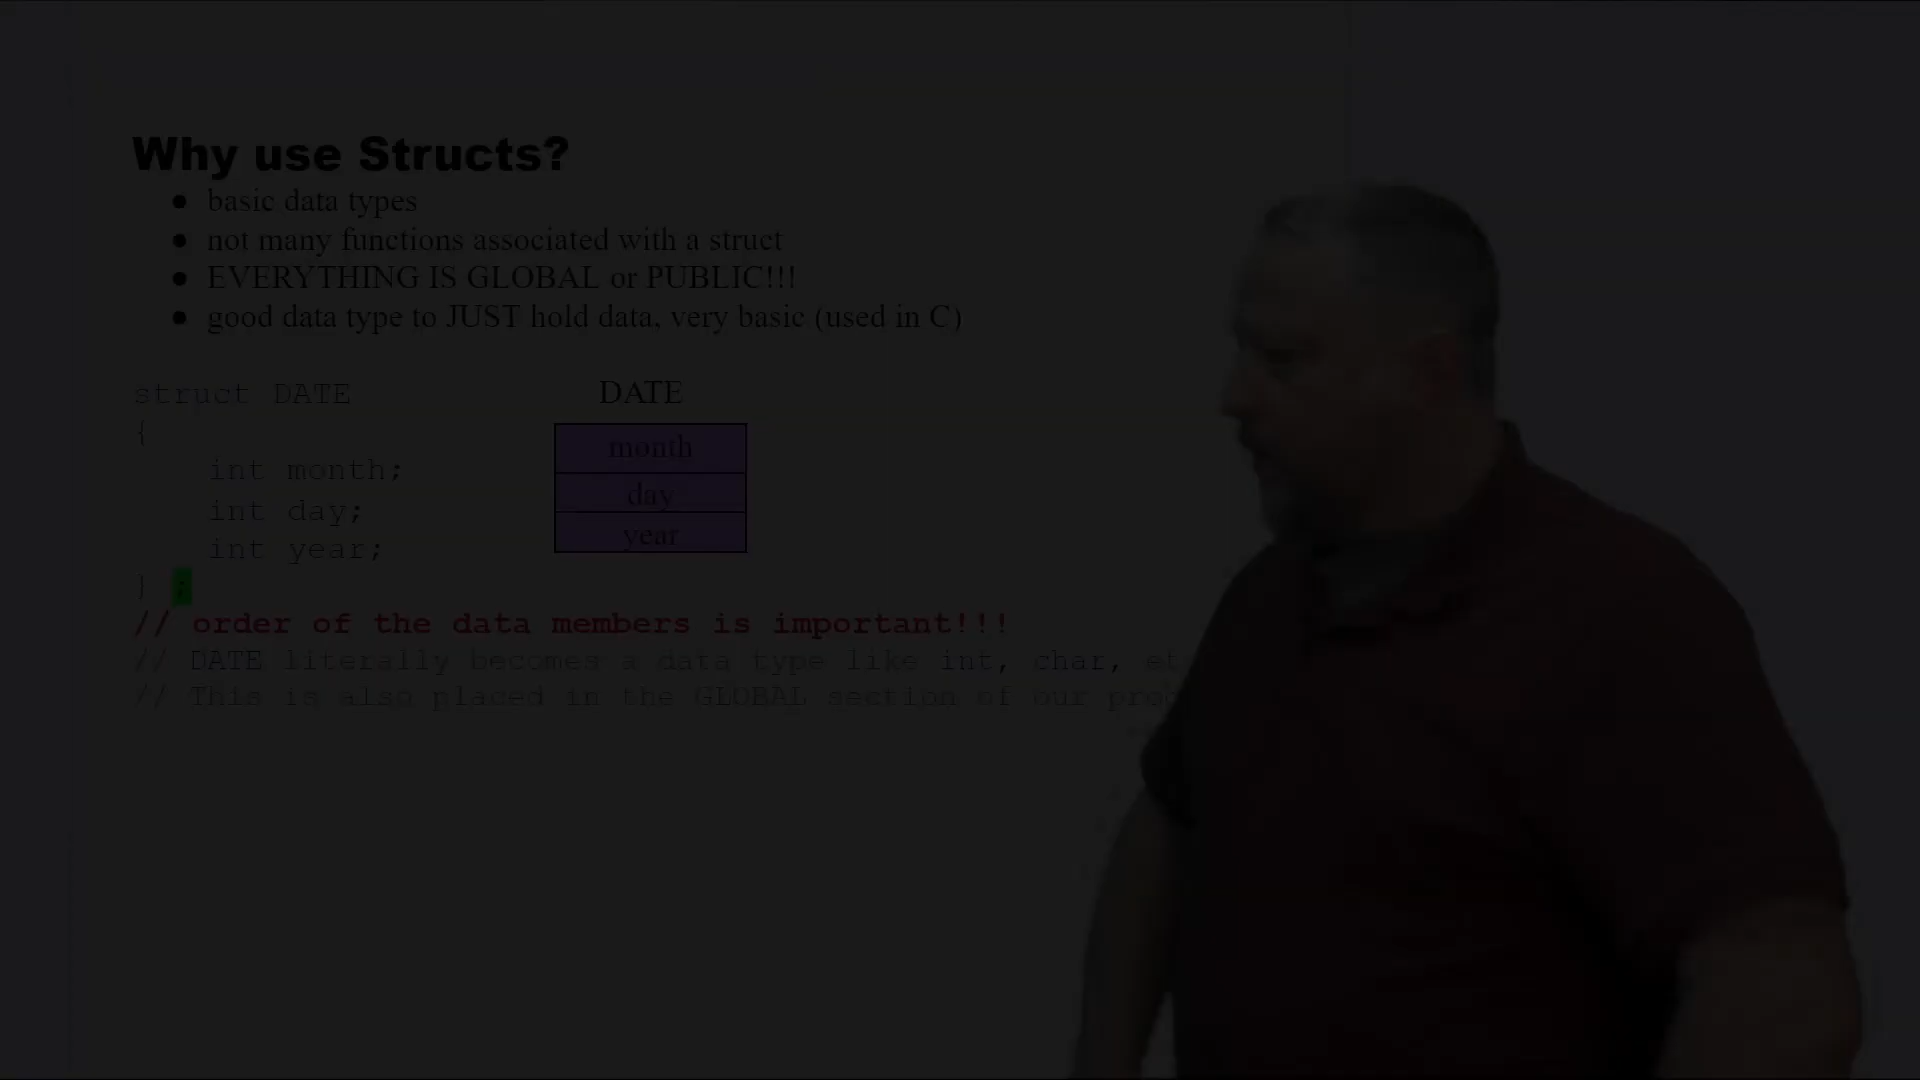 Why use Structs?
● basic data types
● not many functions associated with a struct
● EVERYTHING IS GLOBAL or PUBLIC!!!
● good data type to JUST hold data, very basic (used in C)
struct DATE
{
int month;
int day;
int year;
} ;
DATE
month
day
year
// order of the data members is important!!!
// DATE literally becomes a data type like int, char, et
// This is also placed in the GLOBAL section of our prog